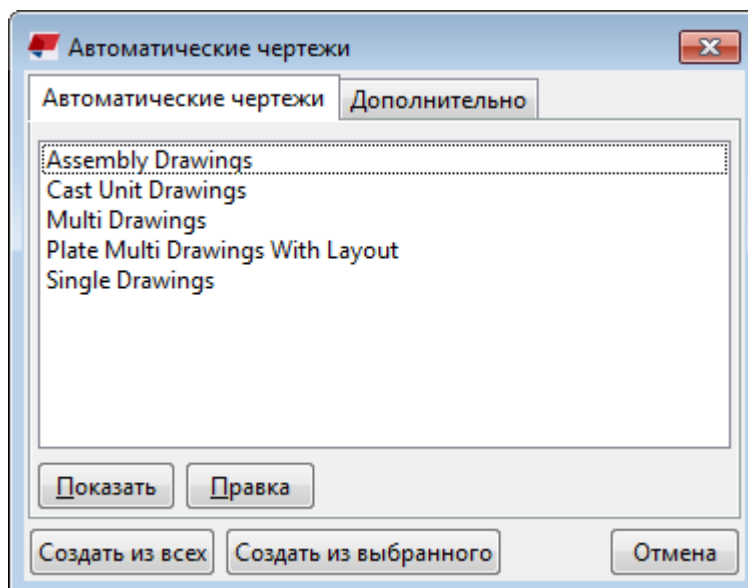 Автоматические чертежи
Автоматические чертежи Дополнительно
Assembly Drawings
Cast Unit Drawings
Multi Drawings
Plate Multi Drawings With Layout
Single Drawings
Показать Правка
Создать из всех Создать из выбранного Отмена